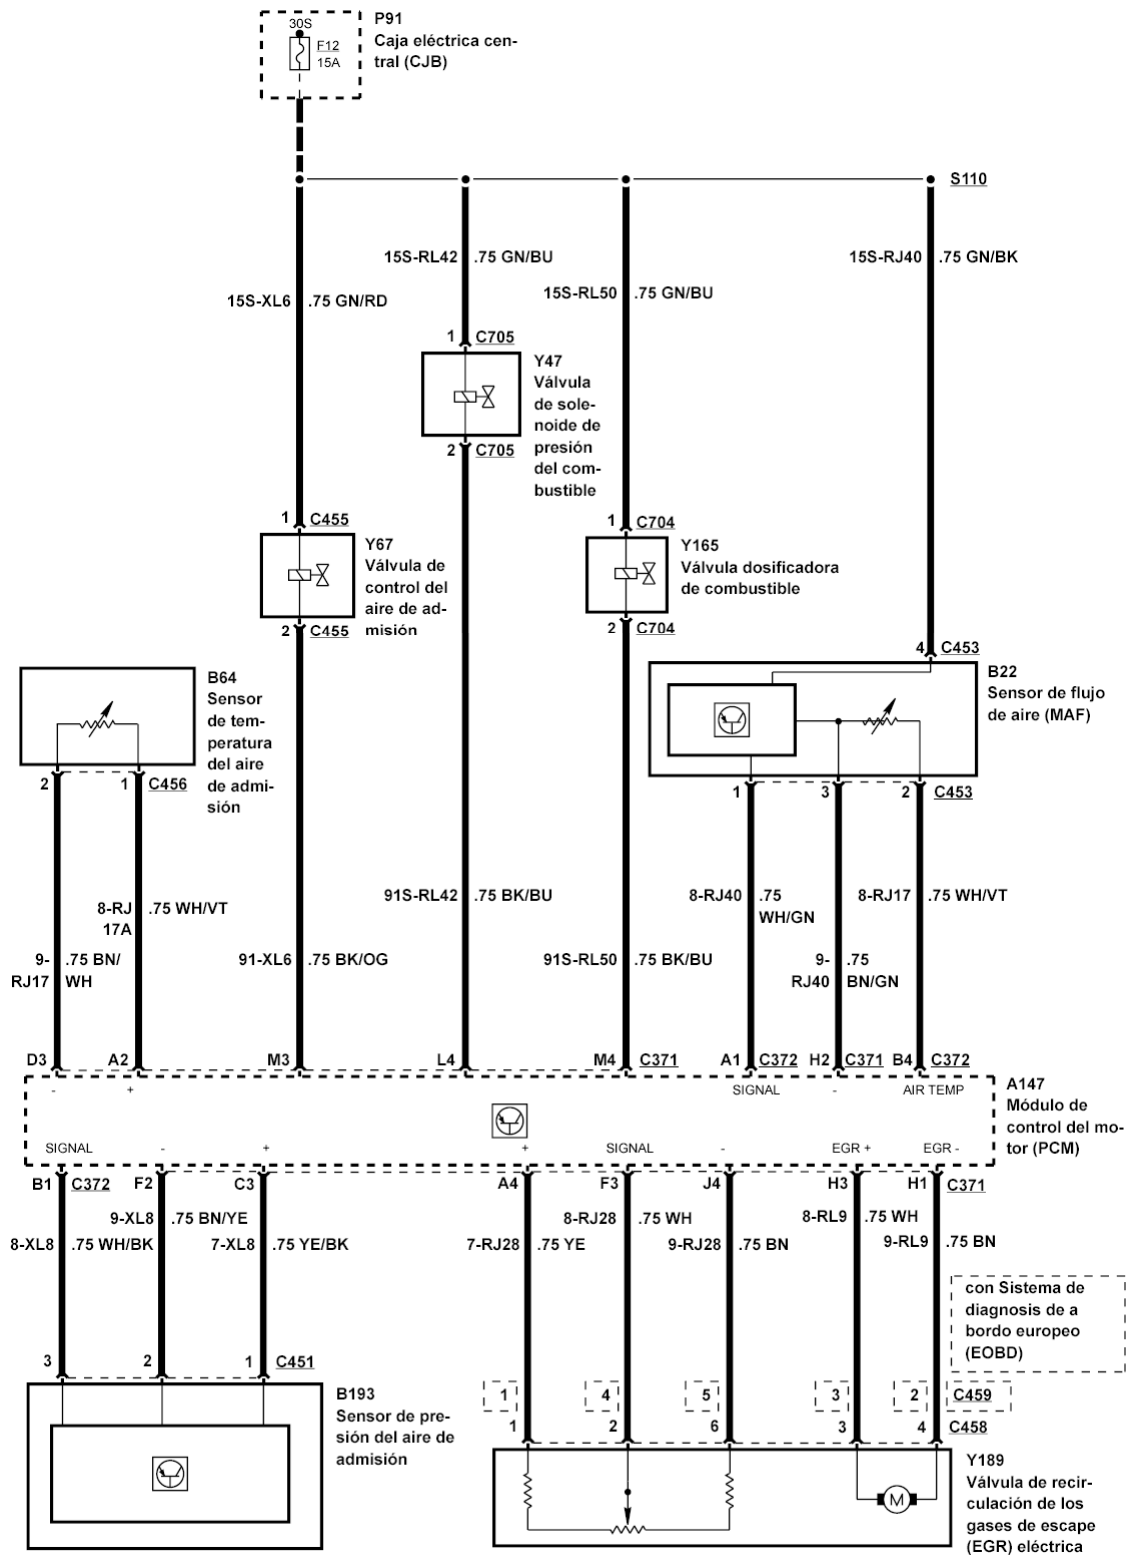 30S
F12
15A
P91
Caja eléctrica cen-
tral (CJB)
S110
15S-RL42 .75 GN/BU
15S-RJ40 .75 GN/BK
15S-XL6 .75 GN/RD
15S-RL50 .75 GN/BU
1 C705
Y47
Válvula
de sole-
noide de
presión
del com-
bustible
2 C705
1 C455
Y67
Válvula de
control del
aire de ad-
misión
2 C455
1 C704
Y165
Válvula dosificadora
de combustible
2 C704
4 C453
B22
Sensor de flujo
de aire (MAF)
B64
Sensor
de tem-
peratura
del aire
de admi-
sión
2 1 C456
1 3 2 C453
8-RJ
17A
.75 WH/VT
9-
RJ17
.75 BN/
WH
91-XL6 .75 BK/OG
91S-RL42 .75 BK/BU
91S-RL50 .75 BK/BU
8-RJ40 .75
WH/GN
9-
RJ40
.75
BN/GN
8-RJ17 .75 WH/VT
D3 A2 M3 L4 M4 C371 A1 C372 H2 C371 B4 C372
- + SIGNAL - AIR TEMP
A147
Módulo de
control del mo-
tor (PCM)
SIGNAL - + + SIGNAL - EGR + EGR -
B1 C372 F2 C3 A4 F3 J4 H3 H1 C371
9-XL8 .75 BN/YE
8-XL8 .75 WH/BK
7-XL8 .75 YE/BK
8-RJ28 .75 WH
7-RJ28 .75 YE
9-RJ28 .75 BN
8-RL9 .75 WH
9-RL9 .75 BN
con Sistema de
diagnosis de a
bordo europeo
(EOBD)
3 2 1 C451
B193
Sensor de pre-
sión del aire de
admisión
1 4 5 3 2 C459
1 2 6 3 4 C458
M
Y189
Válvula de recir-
culación de los
gases de escape
(EGR) eléctrica